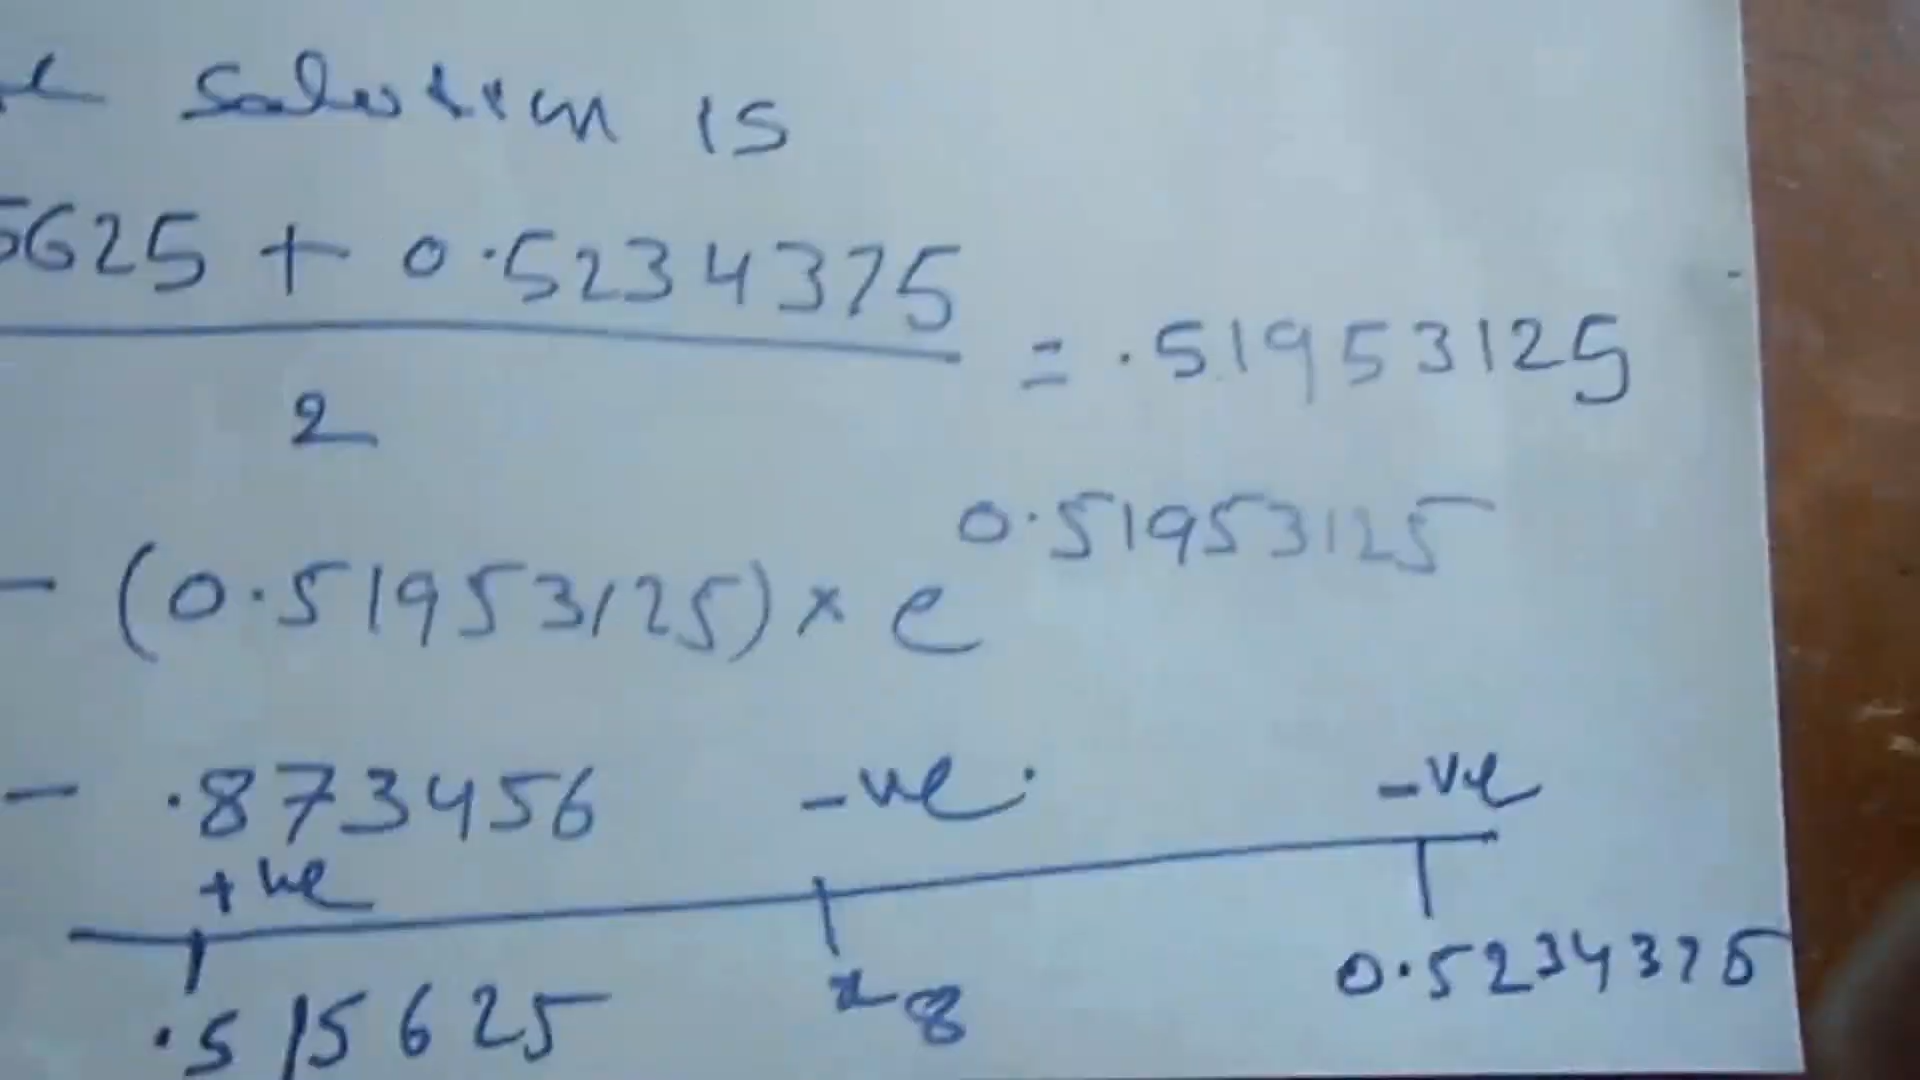 solution is
5625 + 0.5234375
2
= .51953125
- (0.51953125) × e^0.51953125
- .873456 -ve.
-ve
+ve
.515625
x8
0.5234375